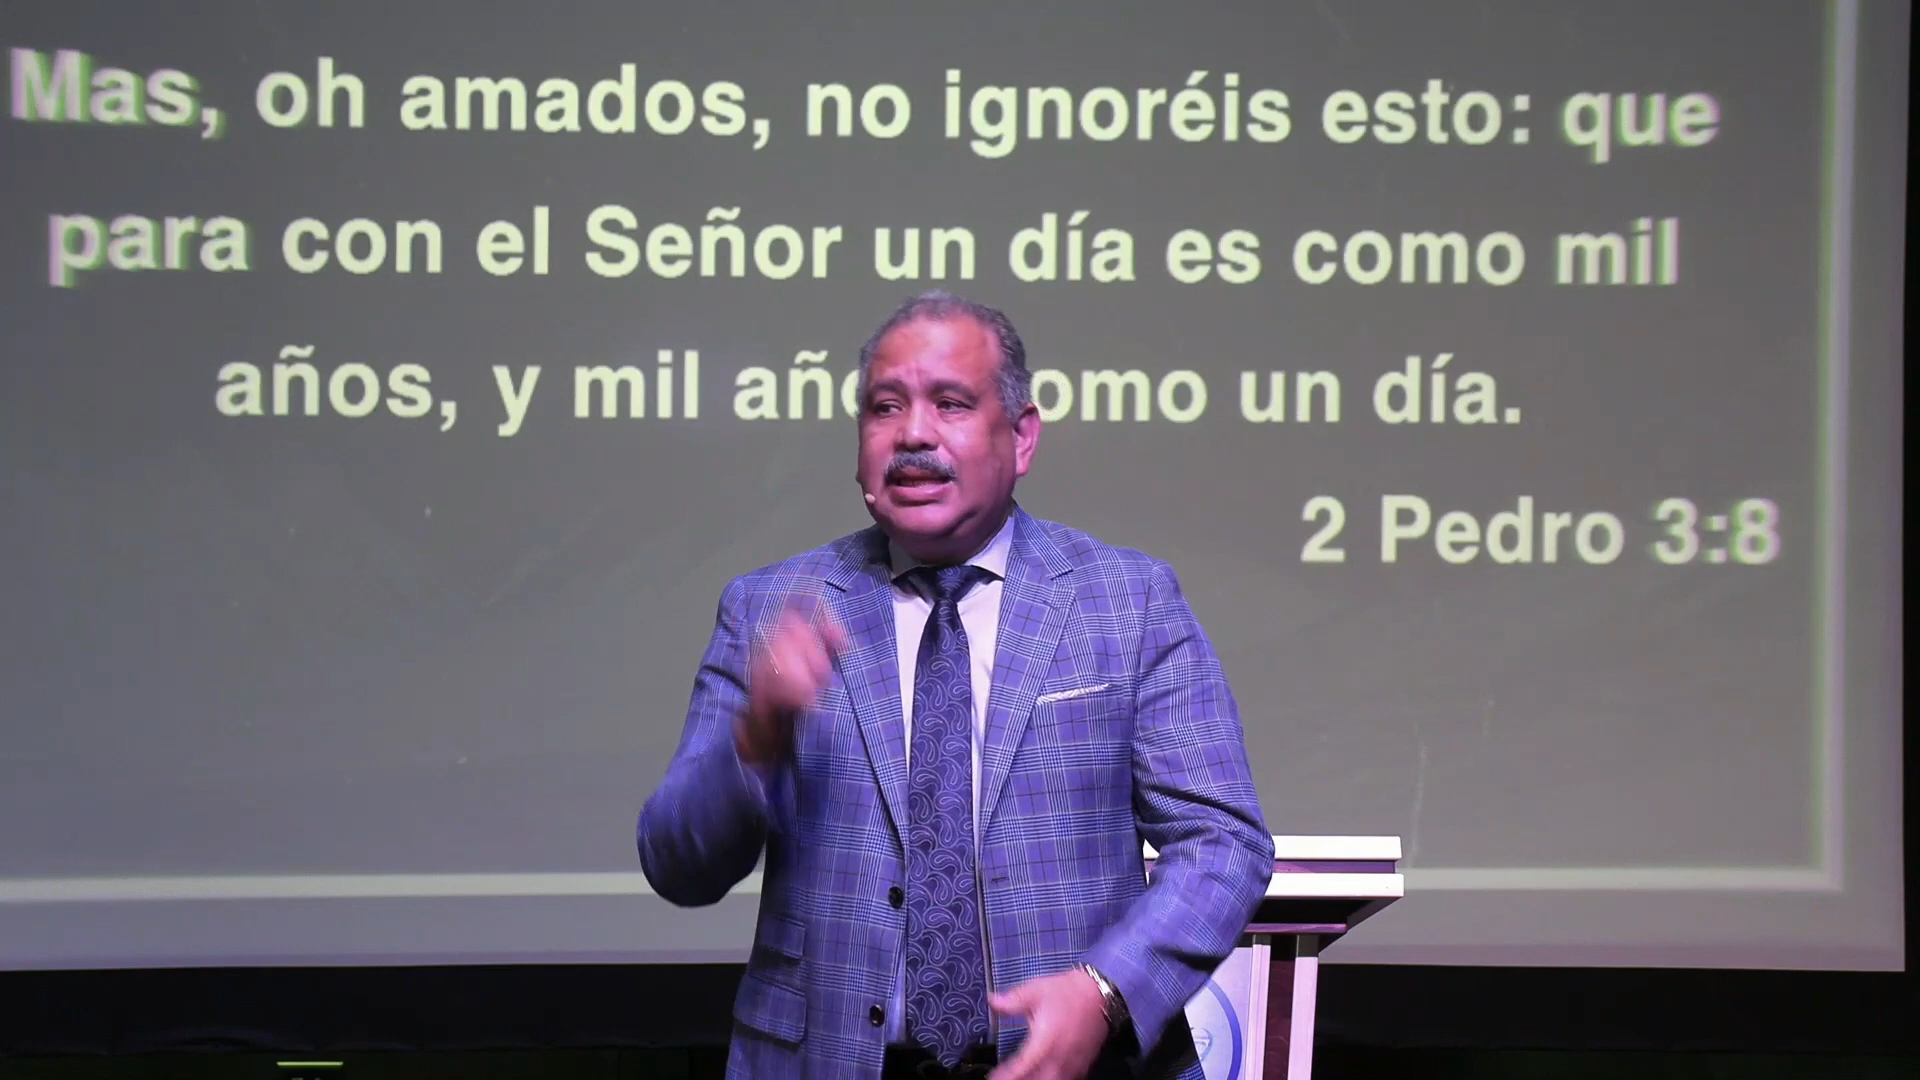 Mas, oh amados, no ignoréis esto: que
para con el Señor un día es como mil
años, y mil como un día.
2 Pedro 3:8